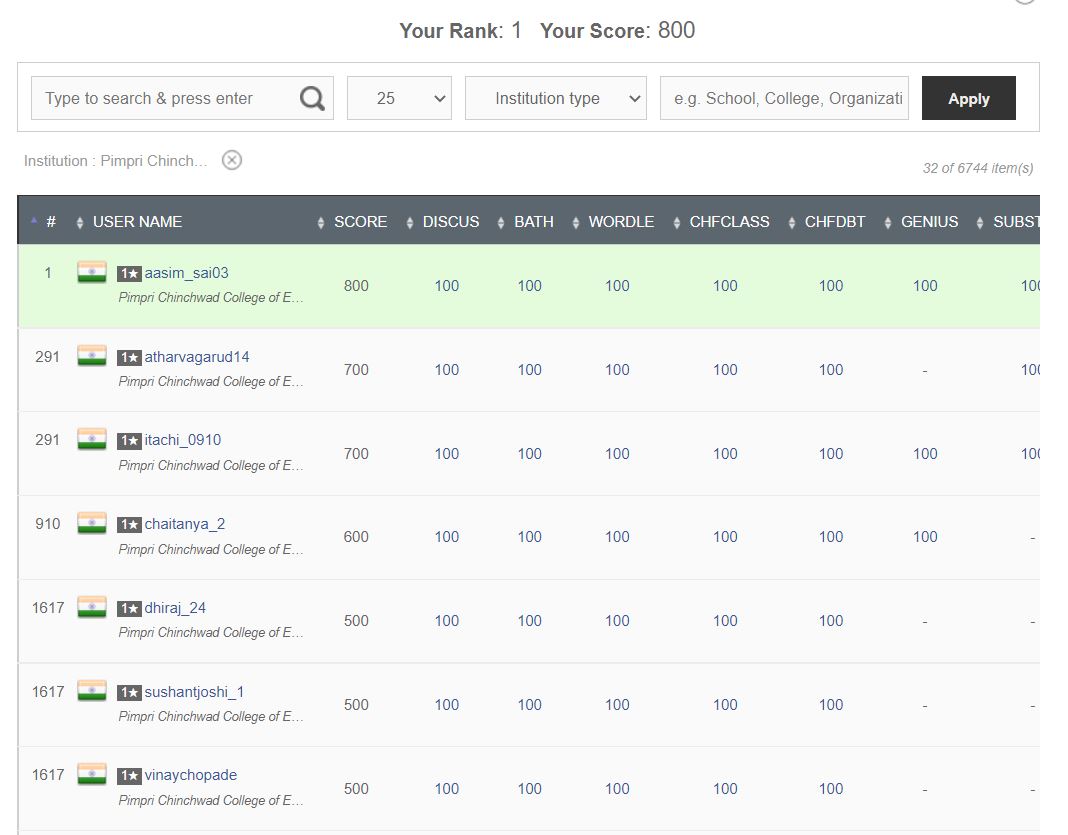 Your Rank: 1 Your Score: 800
Type to search & press enter 25 Institution type e.g. School, College, Organizati Apply
Institution : Pimpri Chinch...
32 of 6744 item(s)
# USER NAME SCORE DISCUS BATH WORDLE CHFCLASS CHFDBT GENIUS SUBST
1 1★ aasim_sai03 800 100 100 100 100 100 100 100
Pimpri Chinchwad College of E...
291 1★ atharvagarud14 700 100 100 100 100 100 - 100
Pimpri Chinchwad College of E...
291 1★ itachi_0910 700 100 100 100 100 100 100 100
Pimpri Chinchwad College of E...
910 1★ chaitanya_2 600 100 100 100 100 100 100 -
Pimpri Chinchwad College of E...
1617 1★ dhiraj_24 500 100 100 100 100 100 - -
Pimpri Chinchwad College of E...
1617 1★ sushantjoshi_1 500 100 100 100 100 100 - -
Pimpri Chinchwad College of E...
1617 1★ vinaychopade 500 100 100 100 100 100 - -
Pimpri Chinchwad College of E...